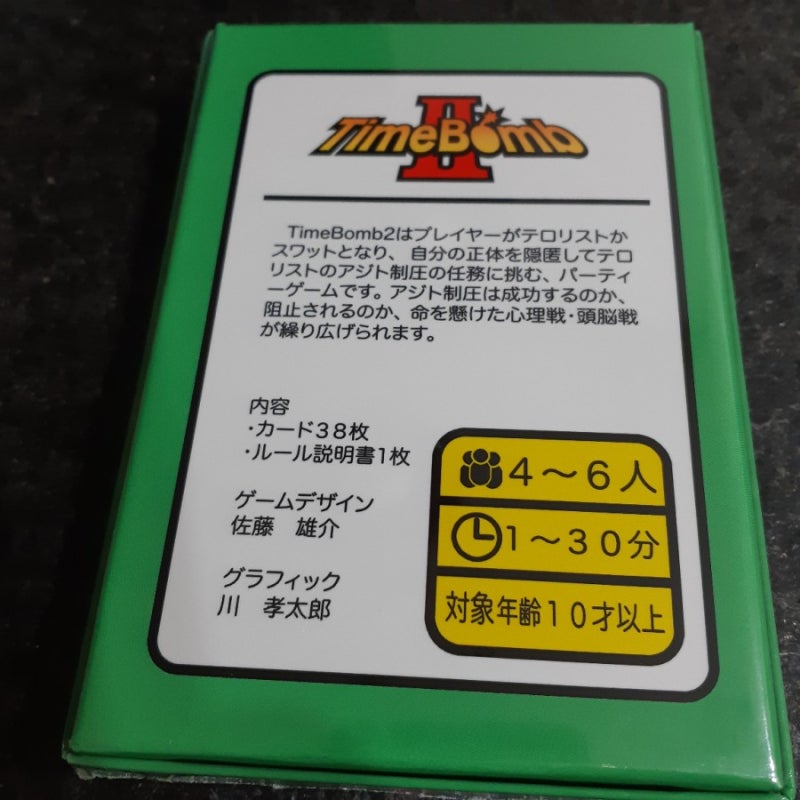 TimeBomb
II
TimeBomb2はプレイヤーがテロリストか
スワットとなり、自分の正体を隠匿してテロ
リストのアジト制圧の任務に挑む、パーティ
ーゲームです。アジト制圧は成功するのか、
阻止されるのか、命を懸けた心理戦・頭脳戦
が繰り広げられます。
内容
・カード38枚
・ルール説明書1枚
ゲームデザイン
佐藤　雄介
グラフィック
川　孝太郎
4～6人
1～30分
対象年齢10才以上